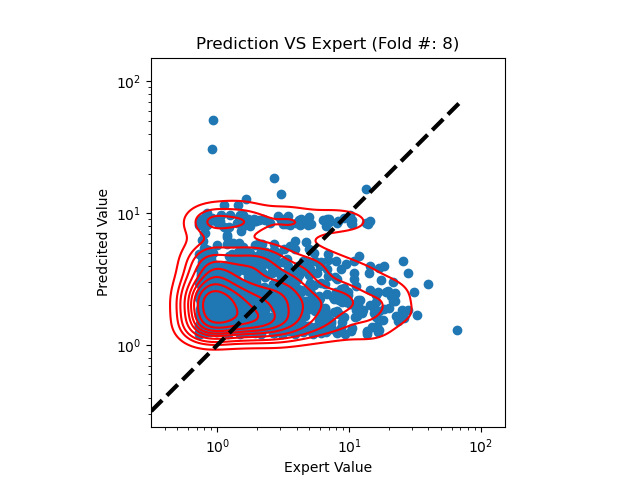 Prediction VS Expert (Fold #: 8)
10²
10¹
10⁰
Predcited Value
10⁰
10¹
10²
Expert Value